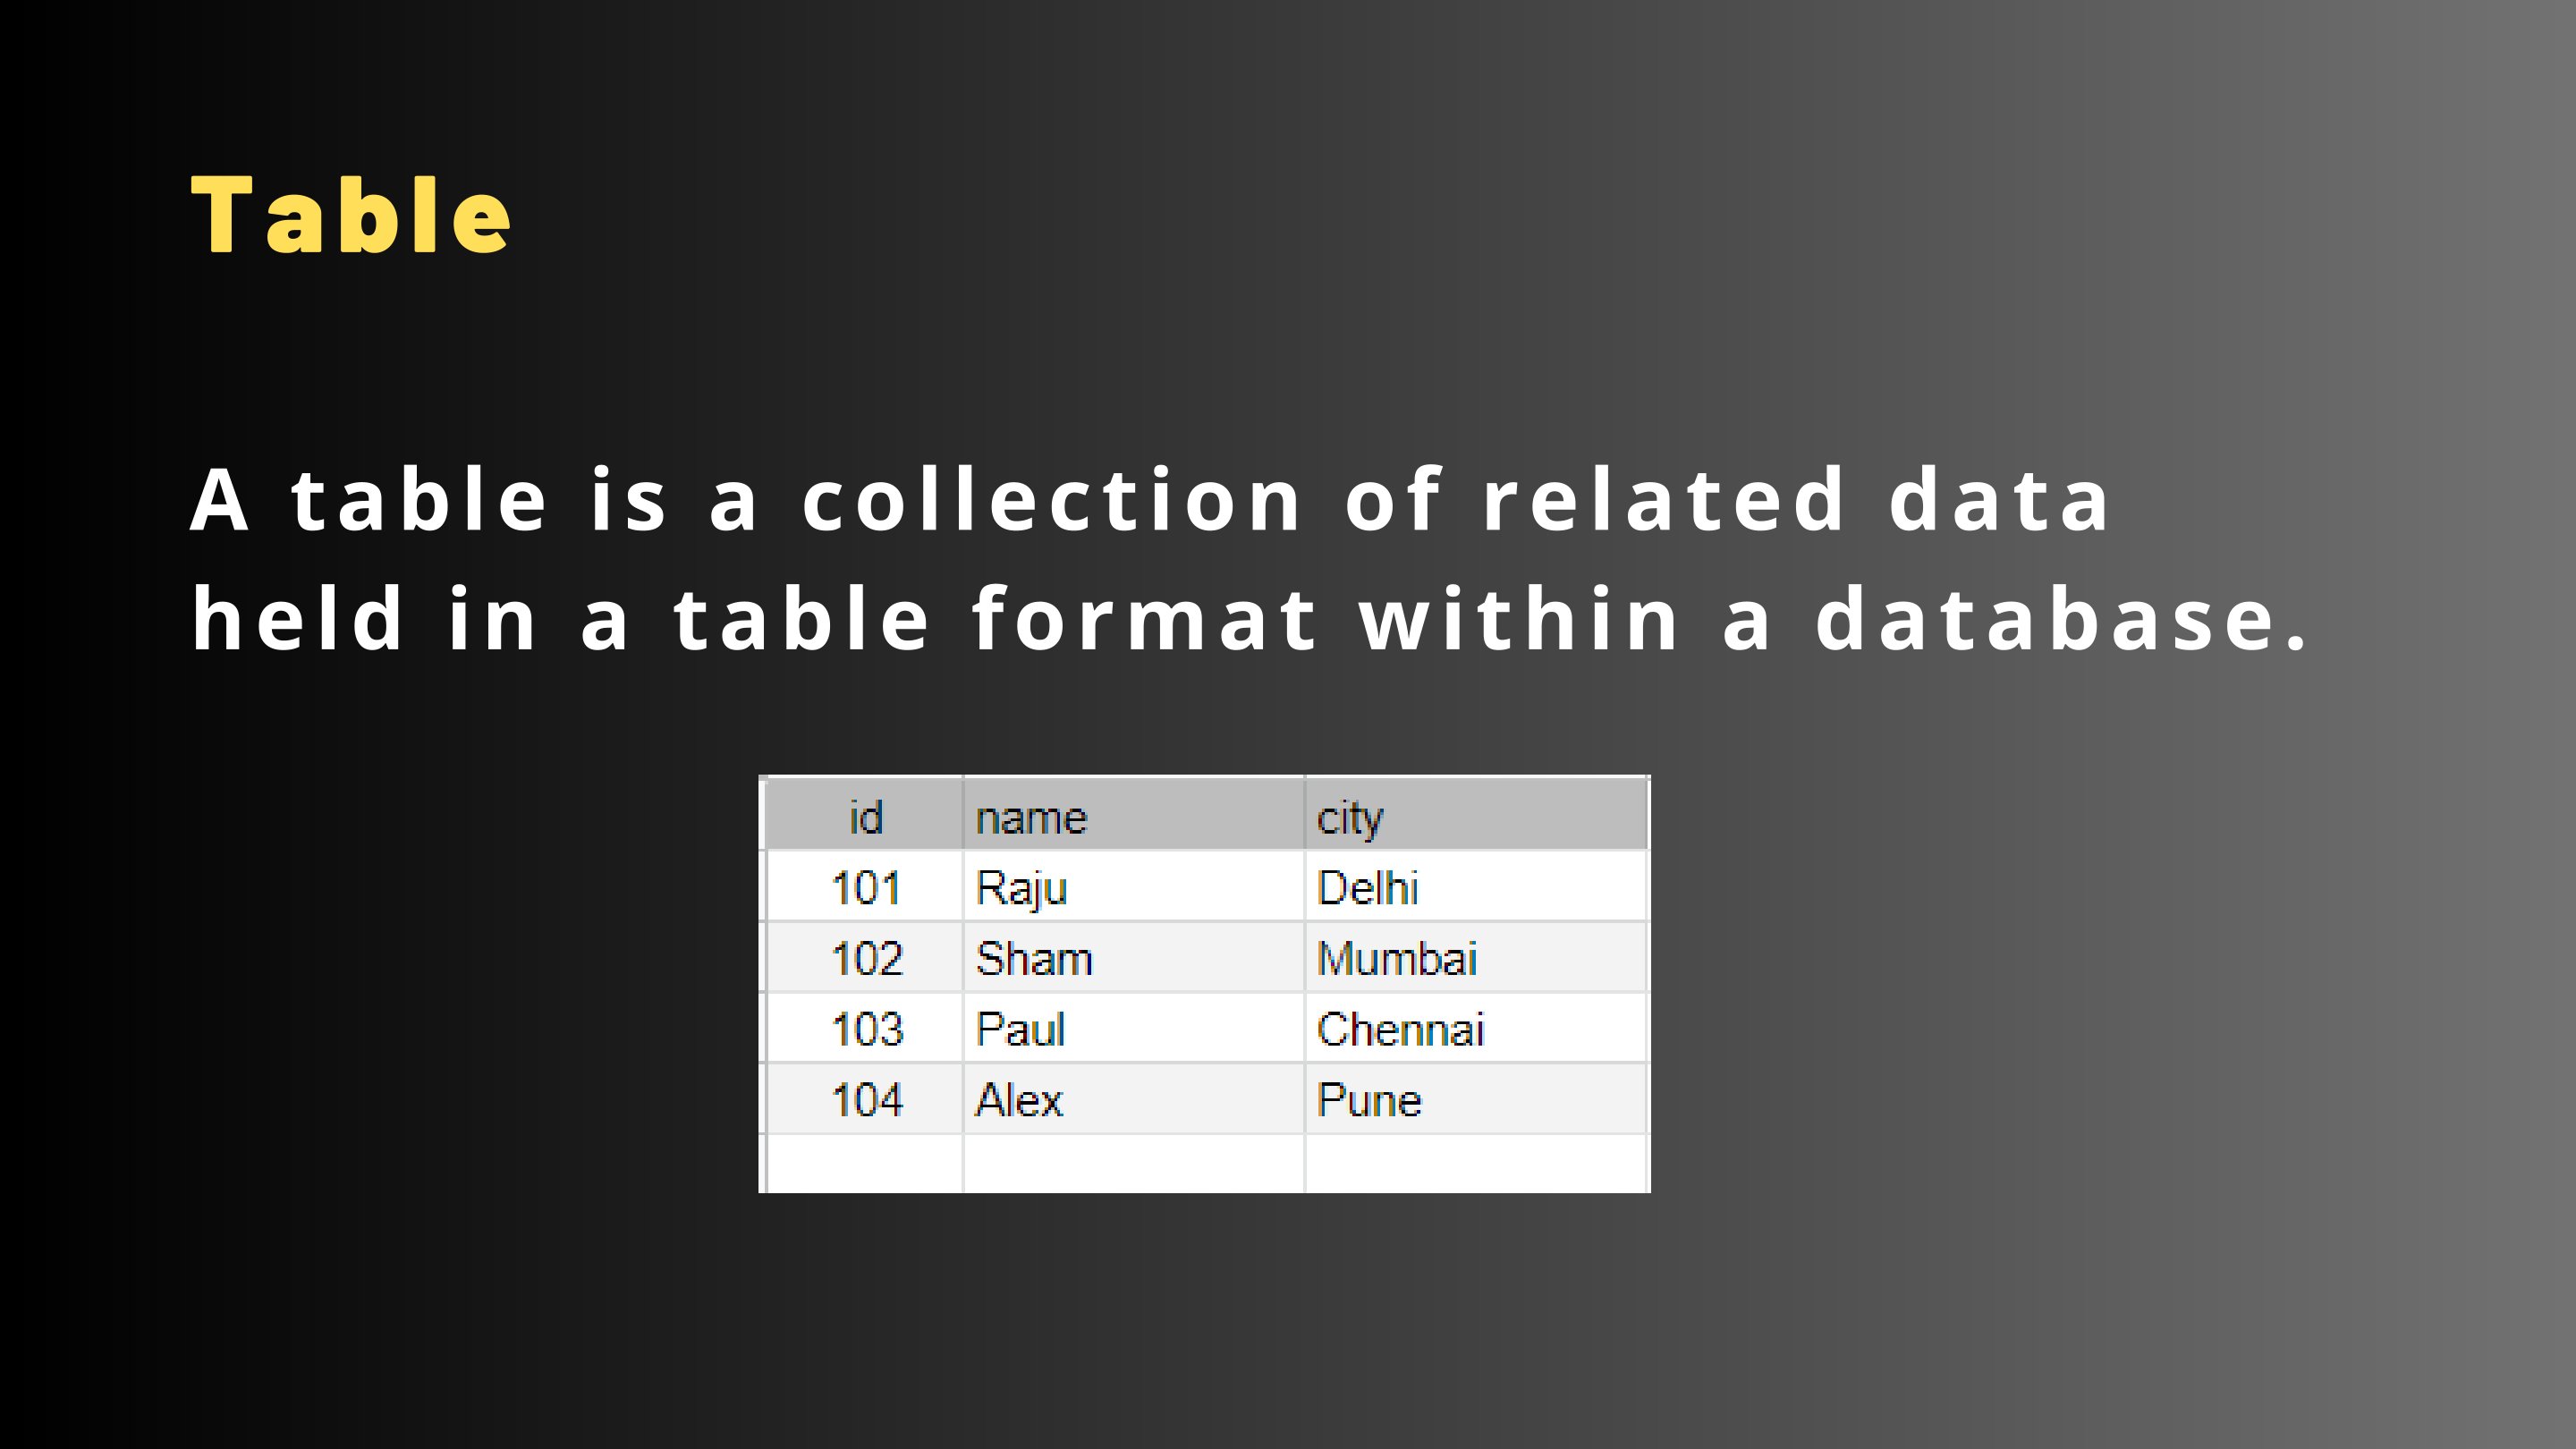 Table
A table is a collection of related data
held in a table format within a database.
id name city
101 Raju Delhi
102 Sham Mumbai
103 Paul Chennai
104 Alex Pune